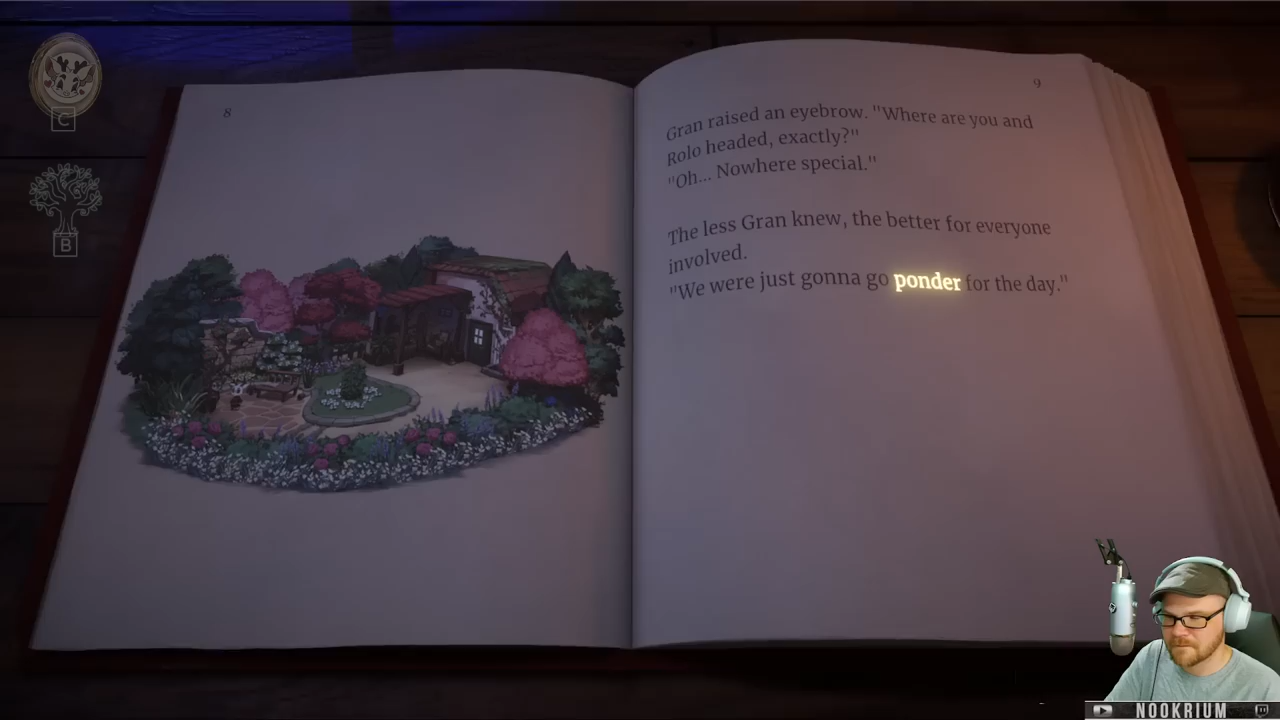 C
B
8
9
Gran raised an eyebrow. "Where are you and
Rolo headed, exactly?"
"Oh... Nowhere special."
The less Gran knew, the better for everyone
involved.
"We were just gonna go ponder for the day."
NOOKRIUM